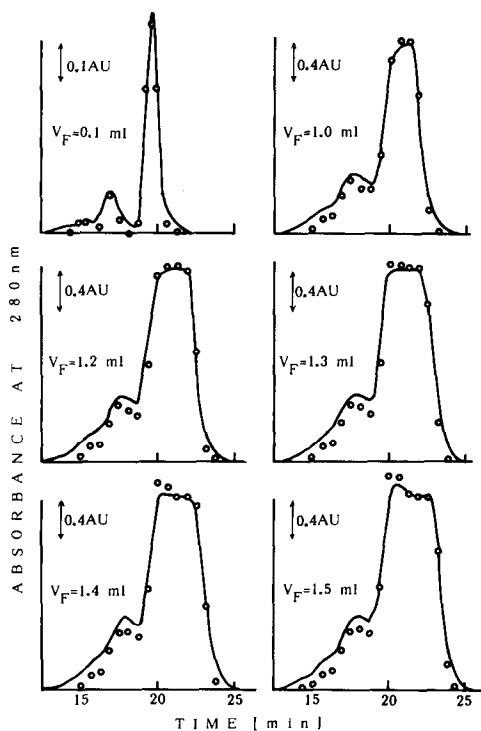 0.1AU
V_F=0.1 ml
0.4AU
V_F=1.0 ml
0.4AU
V_F=1.2 ml
0.4AU
V_F=1.3 ml
0.4AU
V_F=1.4 ml
0.4AU
V_F=1.5 ml
ABSORBANCE AT 280nm
15 20 25
15 20 25
TIME [min]